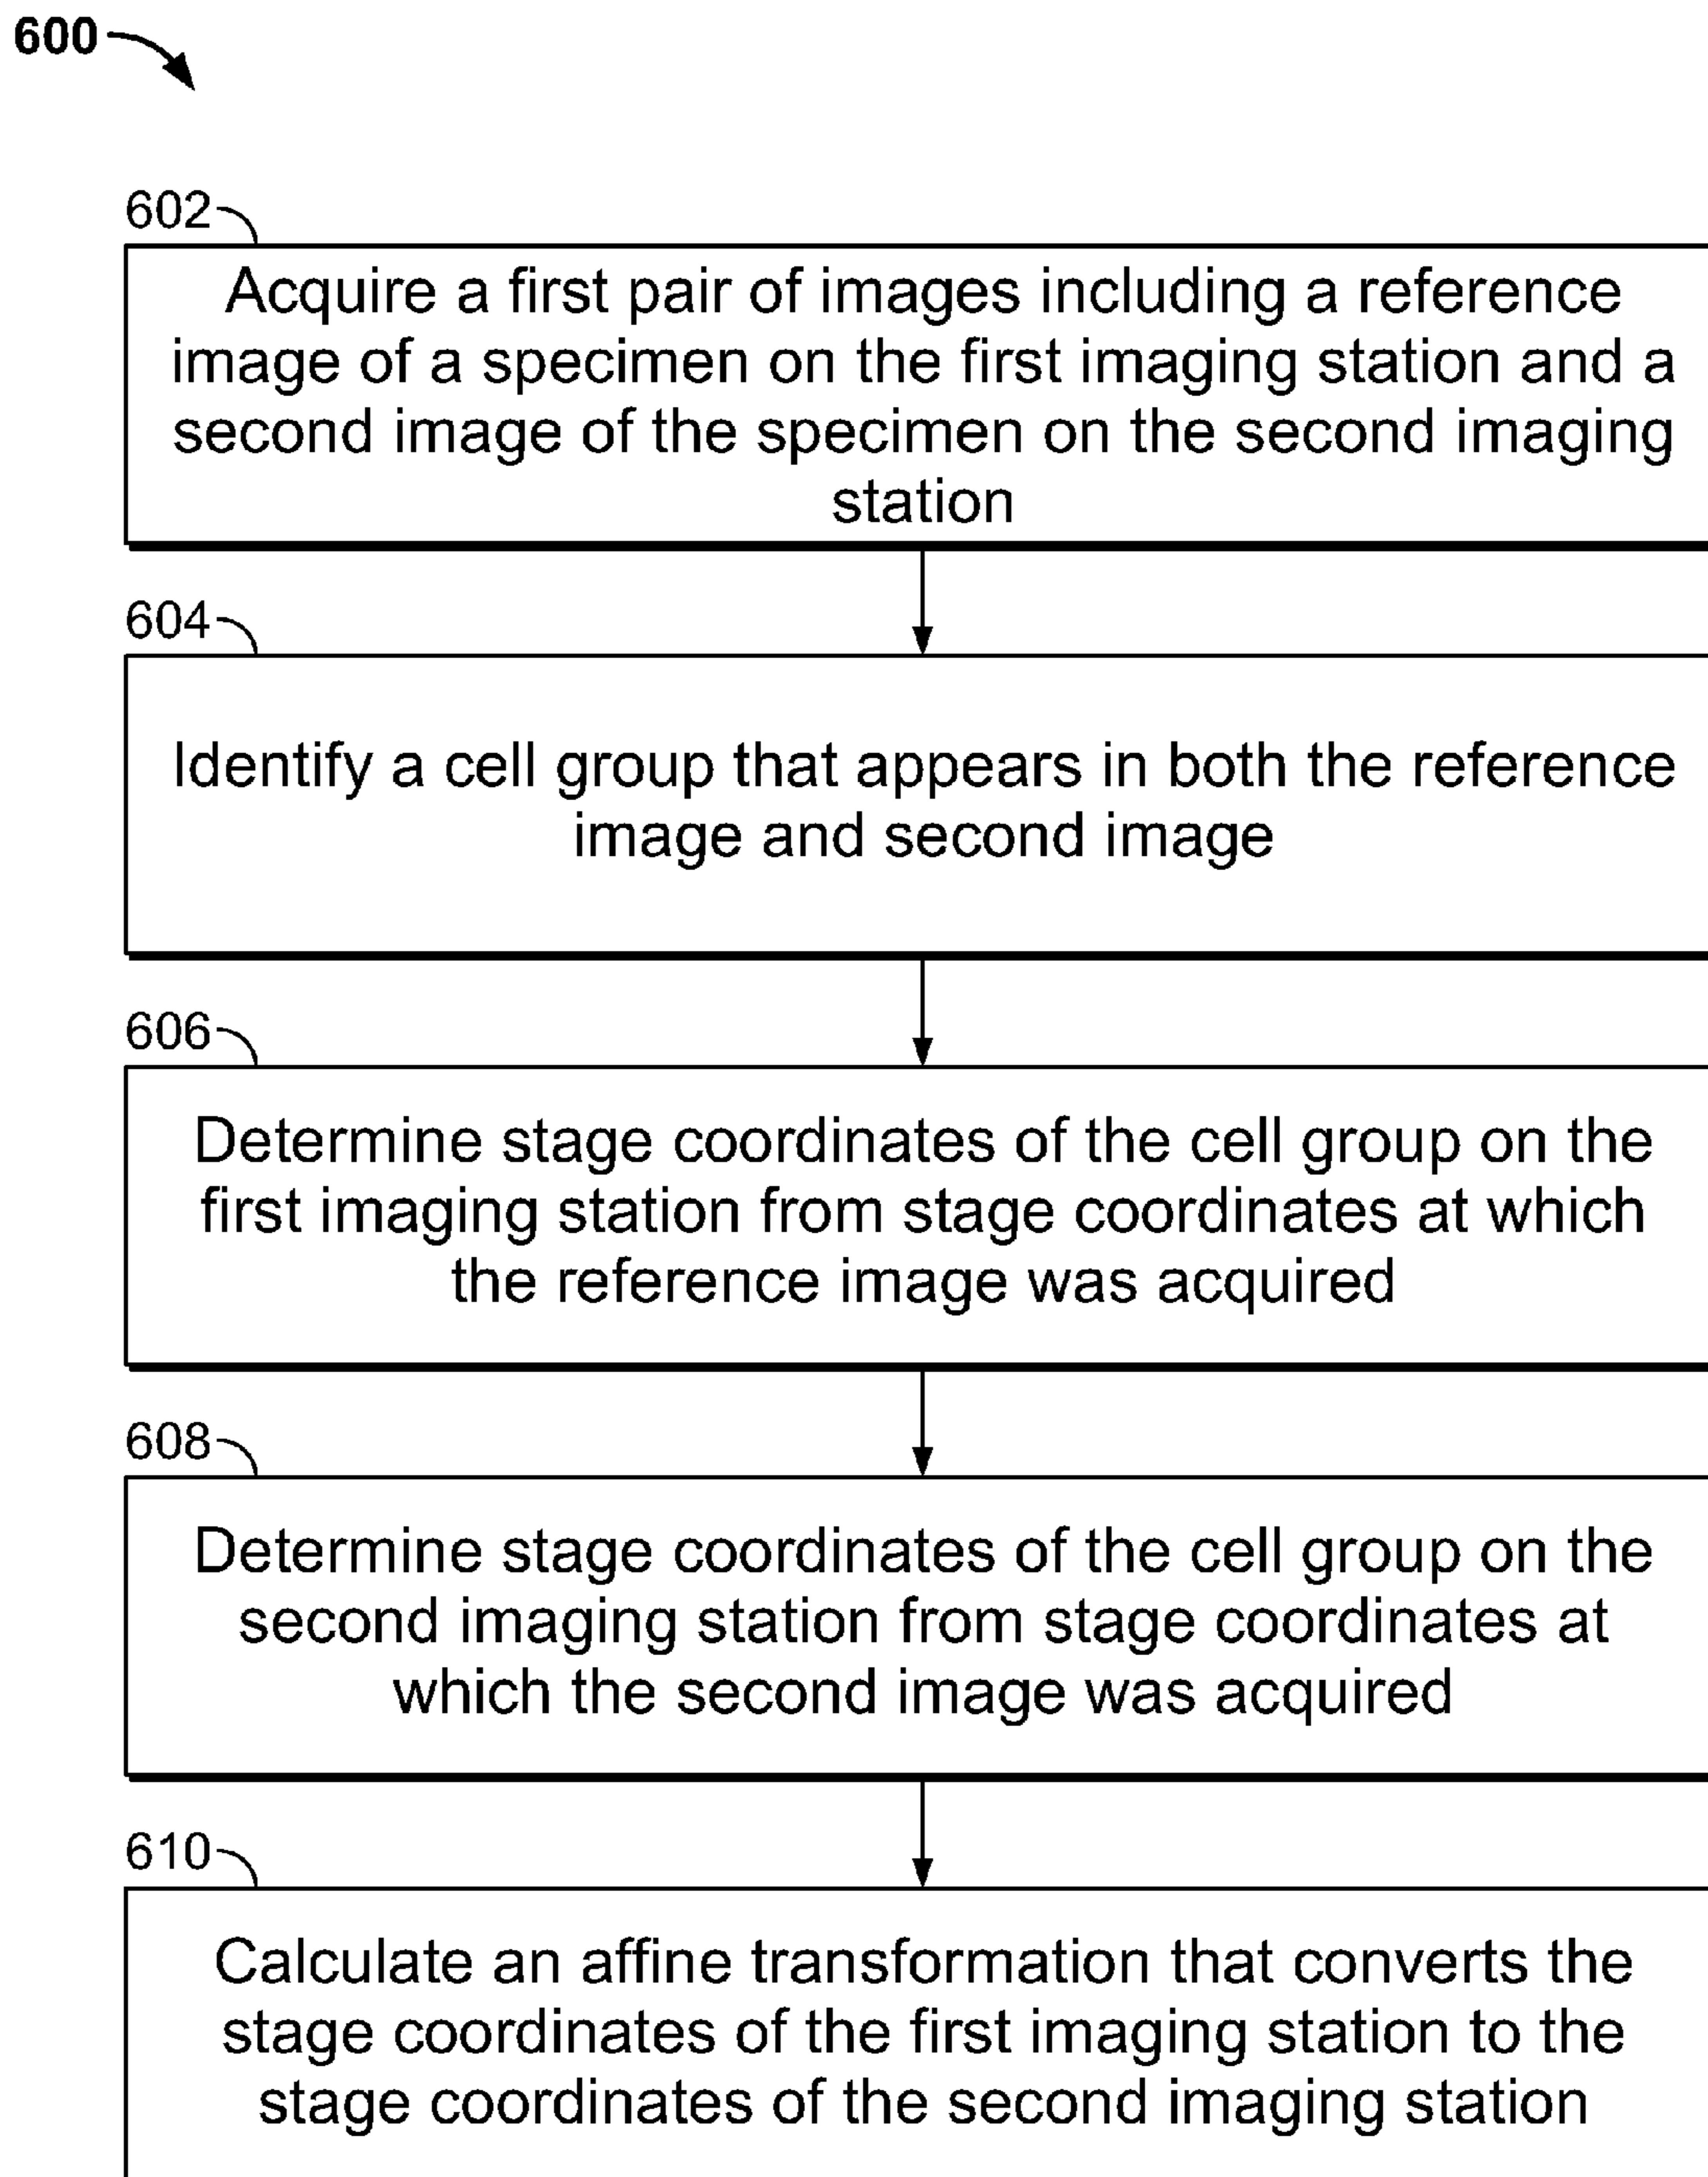 600
602
Acquire a first pair of images including a reference
image of a specimen on the first imaging station and a
second image of the specimen on the second imaging
station
604
Identify a cell group that appears in both the reference
image and second image
606
Determine stage coordinates of the cell group on the
first imaging station from stage coordinates at which
the reference image was acquired
608
Determine stage coordinates of the cell group on the
second imaging station from stage coordinates at
which the second image was acquired
610
Calculate an affine transformation that converts the
stage coordinates of the first imaging station to the
stage coordinates of the second imaging station